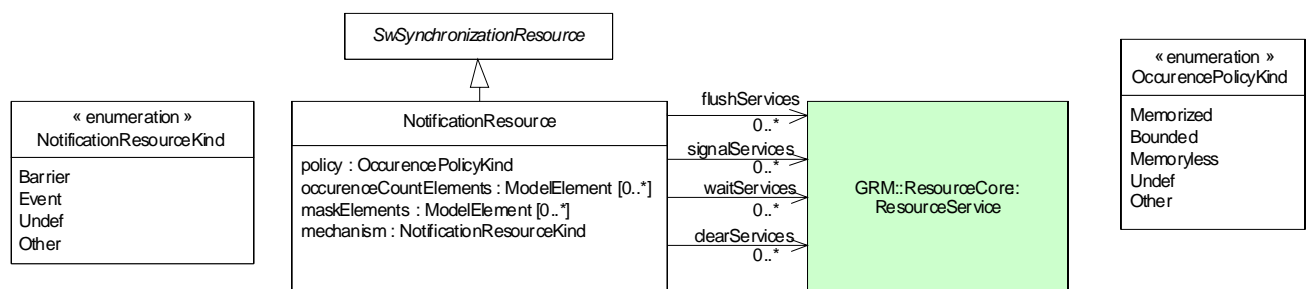 SwSynchronizationResource
« enumeration »
NotificationResourceKind
Barrier
Event
Undef
Other
NotificationResource
policy : OccurencePolicyKind
occurenceCountElements : ModelElement [0..*]
maskElements : ModelElement [0..*]
mechanism : NotificationResourceKind
flushServices
0..*
signalServices
0..*
waitServices
0..*
clearServices
0..*
GRM::ResourceCore::
ResourceService
« enumeration »
OccurencePolicyKind
Memorized
Bounded
Memoryless
Undef
Other